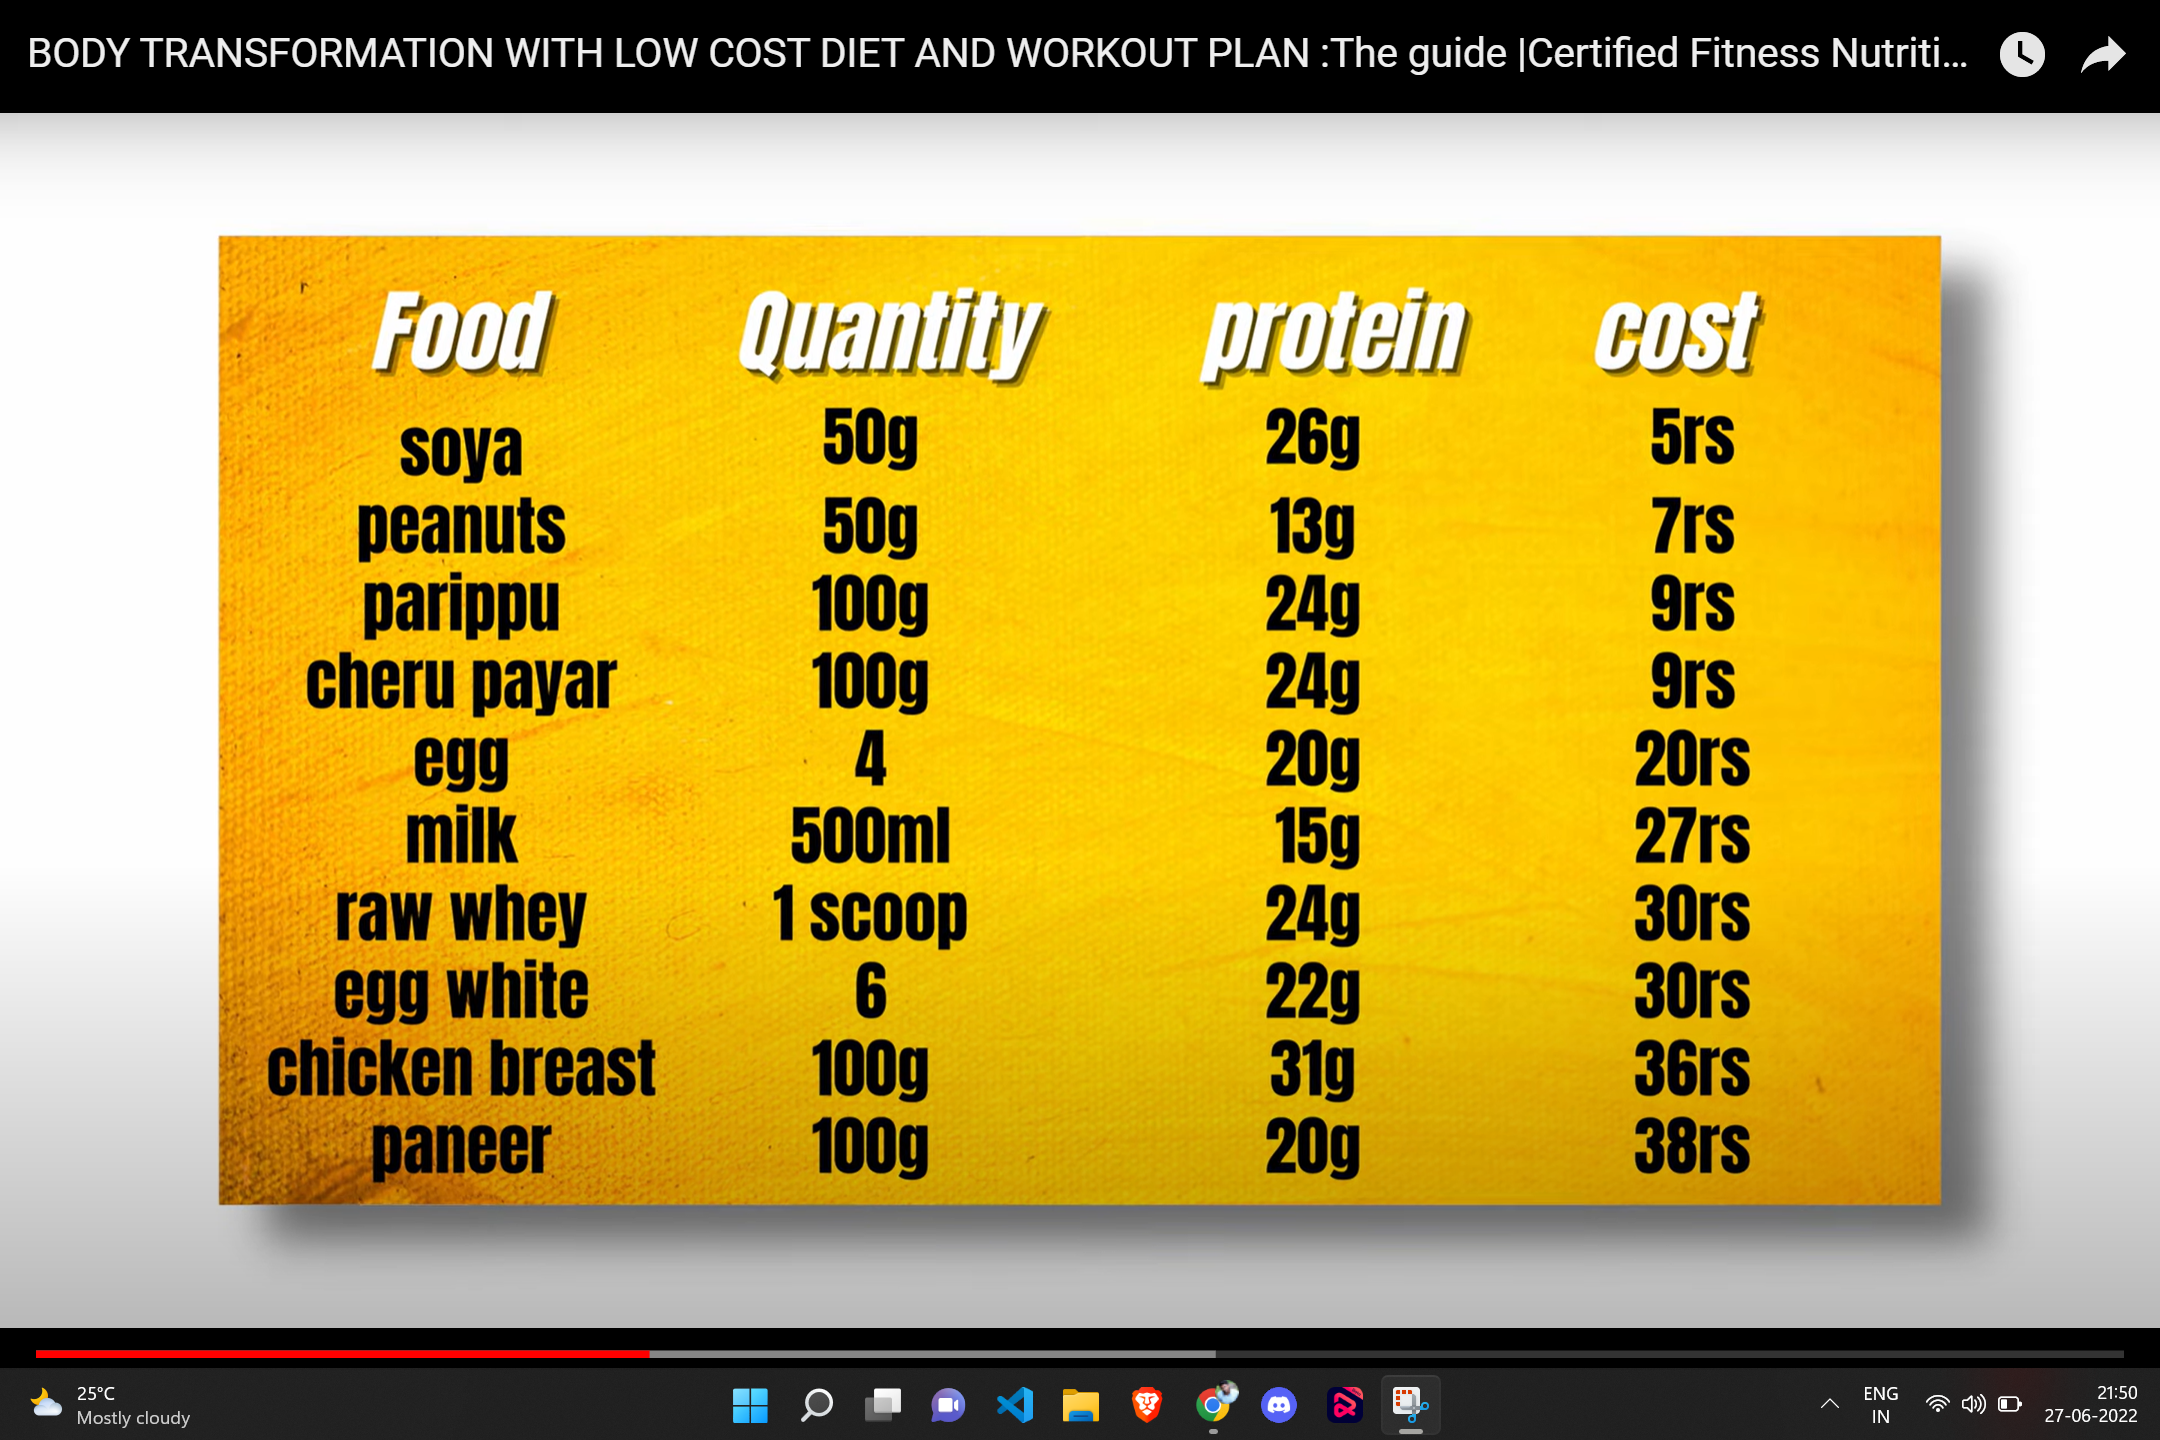 BODY TRANSFORMATION WITH LOW COST DIET AND WORKOUT PLAN :The guide |Certified Fitness Nutriti...
Food Quantity protein cost
soya 50g 26g 5rs
peanuts 50g 13g 7rs
parippu 100g 24g 9rs
cheru payar 100g 24g 9rs
egg 4 20g 20rs
milk 500ml 15g 27rs
raw whey 1 scoop 24g 30rs
egg white 6 22g 30rs
chicken breast 100g 31g 36rs
paneer 100g 20g 38rs
25°C
Mostly cloudy
ENG
IN
21:50
27-06-2022